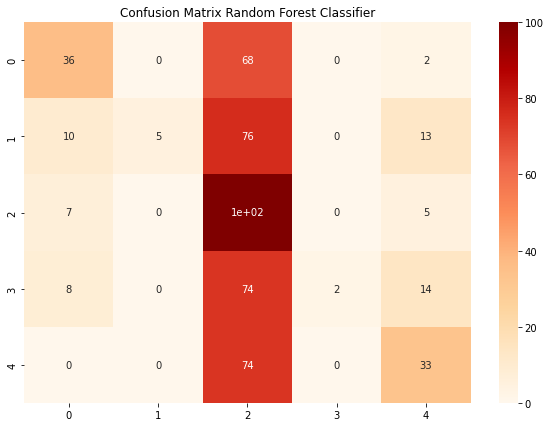 Confusion Matrix Random Forest Classifier
0 36 0 68 0 2
1 10 5 76 0 13
2 7 0 1e+02 0 5
3 8 0 74 2 14
4 0 0 74 0 33
0 1 2 3 4
100
80
60
40
20
0